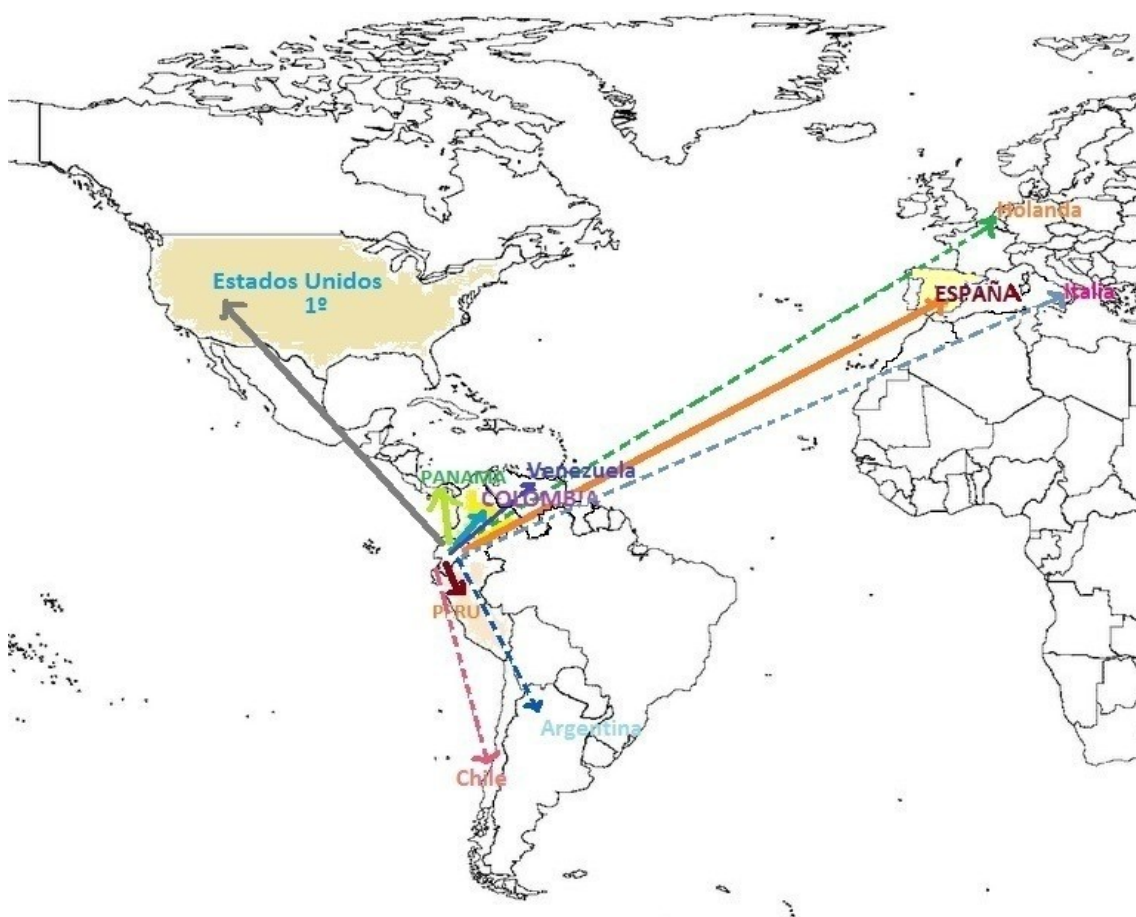 Holanda
Estados Unidos
1º
ESPAÑA
Italia
PANAMA
Venezuela
COLOMBIA
PERU
Argentina
Chile